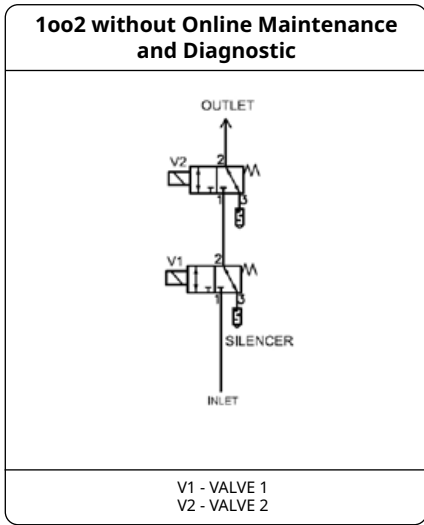 1oo2 without Online Maintenance
and Diagnostic
OUTLET
V2
2
1
3
V1
2
1
3
SILENCER
INLET
V1 - VALVE 1
V2 - VALVE 2